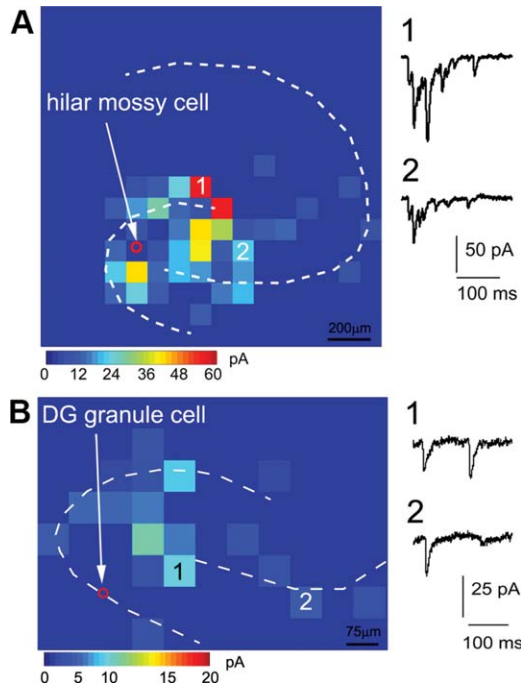 A
hilar mossy cell
1
2
200μm
pA
0 12 24 36 48 60
1
2
50 pA
100 ms
B
DG granule cell
1
2
75μm
pA
0 5 10 15 20
1
2
25 pA
100 ms